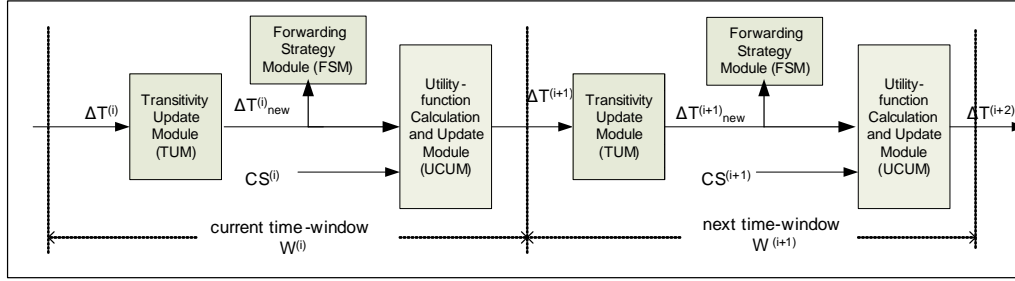 Forwarding
Strategy
Module (FSM)
ΔT(i)
Transitivity
Update
Module
(TUM)
ΔT(i)new
CS(i)
Utility-
function
Calculation
and Update
Module
(UCUM)
ΔT(i+1)
Transitivity
Update
Module
(TUM)
Forwarding
Strategy
Module (FSM)
ΔT(i+1)new
CS(i+1)
Utility-
function
Calculation
and Update
Module
(UCUM)
ΔT(i+2)
current time-window
W(i)
next time-window
W(i+1)